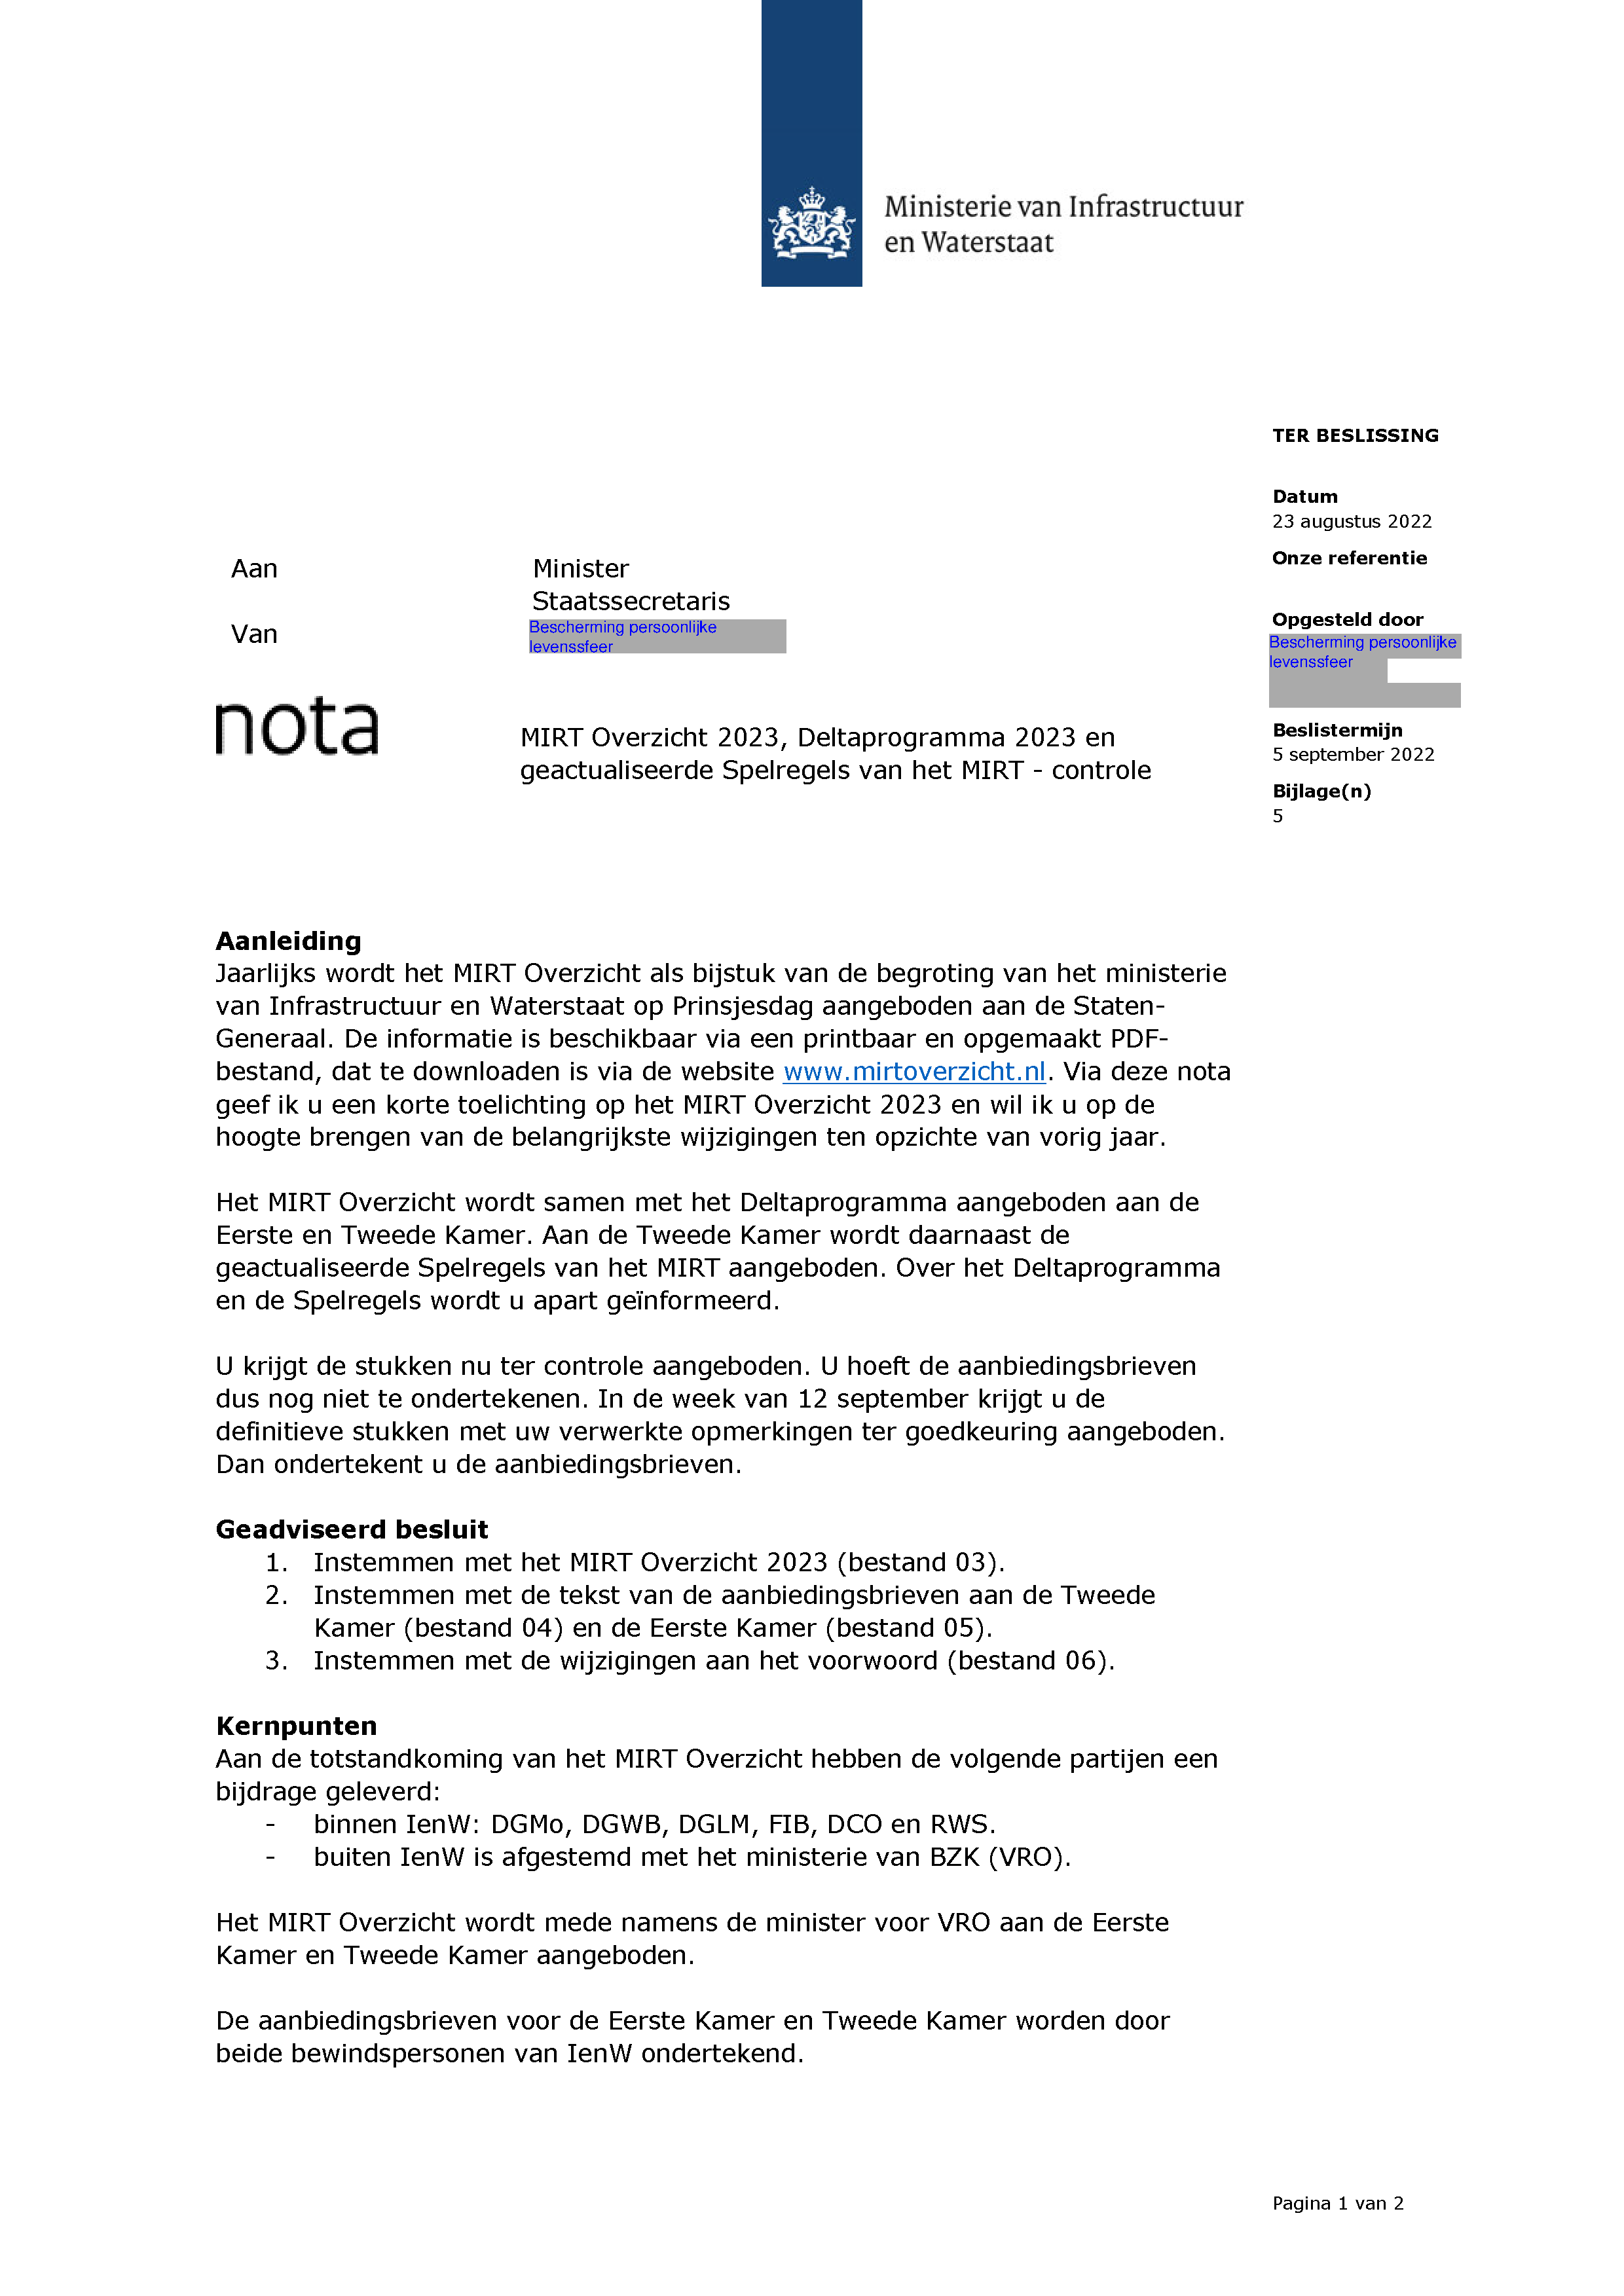 Ministerie van Infrastructuur
en Waterstaat
TER BESLISSING
Datum
23 augustus 2022
Onze referentie
Opgesteld door
Bescherming persoonlijke
levenssfeer
Beslistermijn
5 september 2022
Bijlage(n)
5
Aan
Minister
Staatssecretaris
Van
Bescherming persoonlijke
levenssfeer
nota
MIRT Overzicht 2023, Deltaprogramma 2023 en
geactualiseerde Spelregels van het MIRT - controle
Aanleiding
Jaarlijks wordt het MIRT Overzicht als bijstuk van de begroting van het ministerie
van Infrastructuur en Waterstaat op Prinsjesdag aangeboden aan de Staten-
Generaal. De informatie is beschikbaar via een printbaar en opgemaakt PDF-
bestand, dat te downloaden is via de website www.mirtoverzicht.nl. Via deze nota
geef ik u een korte toelichting op het MIRT Overzicht 2023 en wil ik u op de
hoogte brengen van de belangrijkste wijzigingen ten opzichte van vorig jaar.
Het MIRT Overzicht wordt samen met het Deltaprogramma aangeboden aan de
Eerste en Tweede Kamer. Aan de Tweede Kamer wordt daarnaast de
geactualiseerde Spelregels van het MIRT aangeboden. Over het Deltaprogramma
en de Spelregels wordt u apart geïnformeerd.
U krijgt de stukken nu ter controle aangeboden. U hoeft de aanbiedingsbrieven
dus nog niet te ondertekenen. In de week van 12 september krijgt u de
definitieve stukken met uw verwerkte opmerkingen ter goedkeuring aangeboden.
Dan ondertekent u de aanbiedingsbrieven.
Geadviseerd besluit
1. Instemmen met het MIRT Overzicht 2023 (bestand 03).
2. Instemmen met de tekst van de aanbiedingsbrieven aan de Tweede
Kamer (bestand 04) en de Eerste Kamer (bestand 05).
3. Instemmen met de wijzigingen aan het voorwoord (bestand 06).
Kernpunten
Aan de totstandkoming van het MIRT Overzicht hebben de volgende partijen een
bijdrage geleverd:
- binnen IenW: DGMo, DGWB, DGLM, FIB, DCO en RWS.
- buiten IenW is afgestemd met het ministerie van BZK (VRO).
Het MIRT Overzicht wordt mede namens de minister voor VRO aan de Eerste
Kamer en Tweede Kamer aangeboden.
De aanbiedingsbrieven voor de Eerste Kamer en Tweede Kamer worden door
beide bewindspersonen van IenW ondertekend.
Pagina 1 van 2